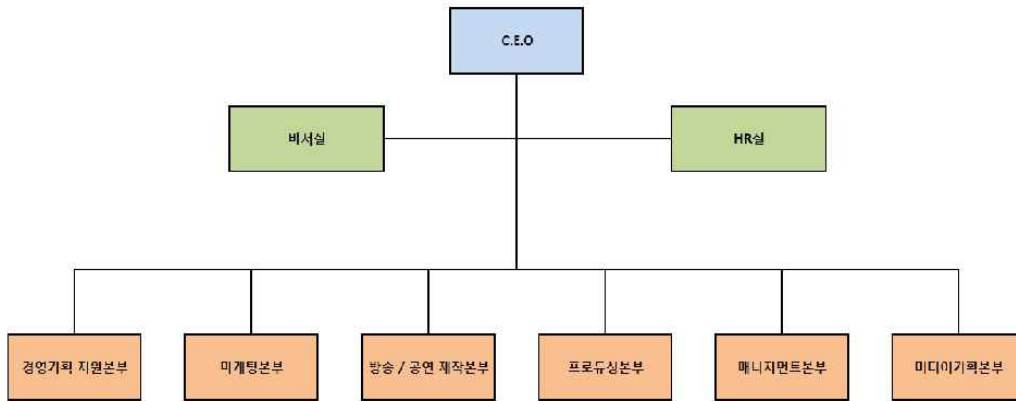 C.E.O
비서실
HR실
경영기획 지원본부
마케팅본부
방송 / 공연 제작본부
프로듀싱본부
매니지먼트본부
미디어기획본부